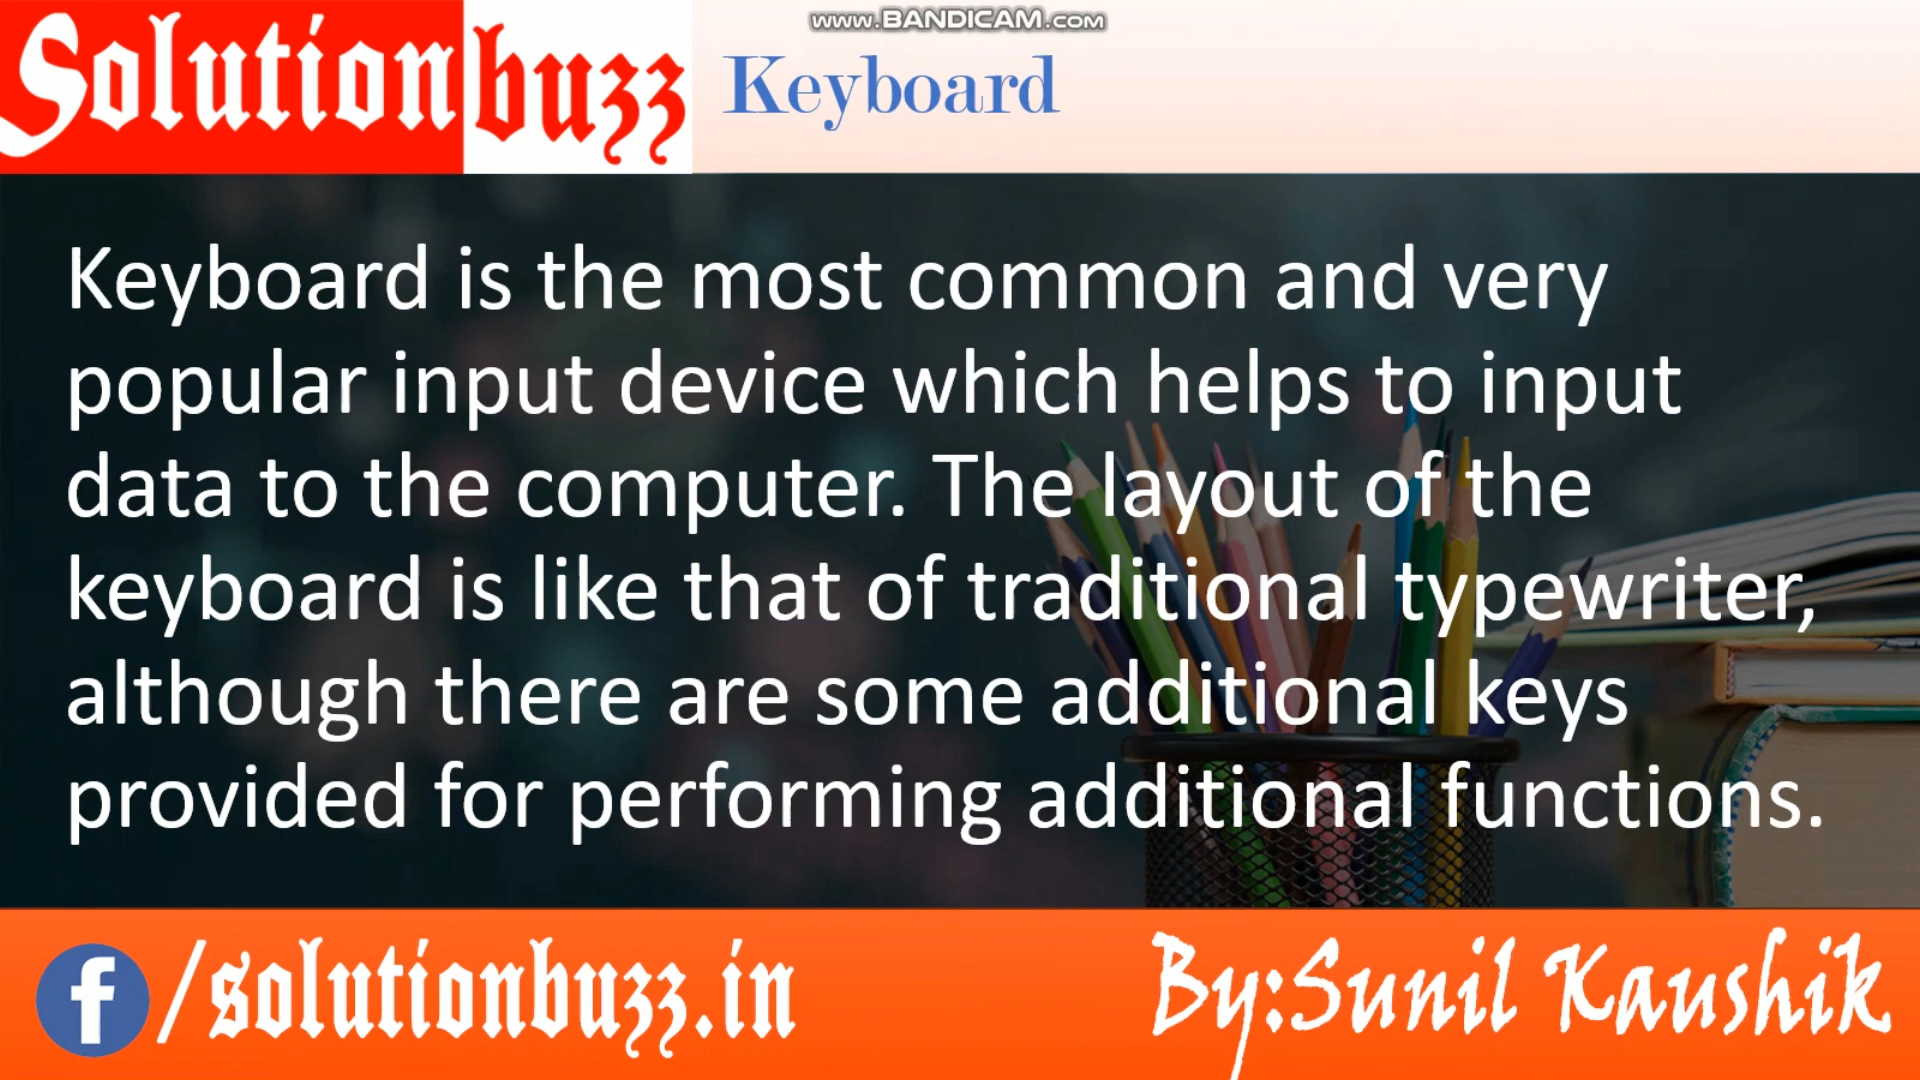 www.BANDICAM.com
Solutionbuzz
Keyboard
Keyboard is the most common and very
popular input device which helps to input
data to the computer. The layout of the
keyboard is like that of traditional typewriter,
although there are some additional keys
provided for performing additional functions.
f/solutionbuzz.in
By:Sunil Kaushik